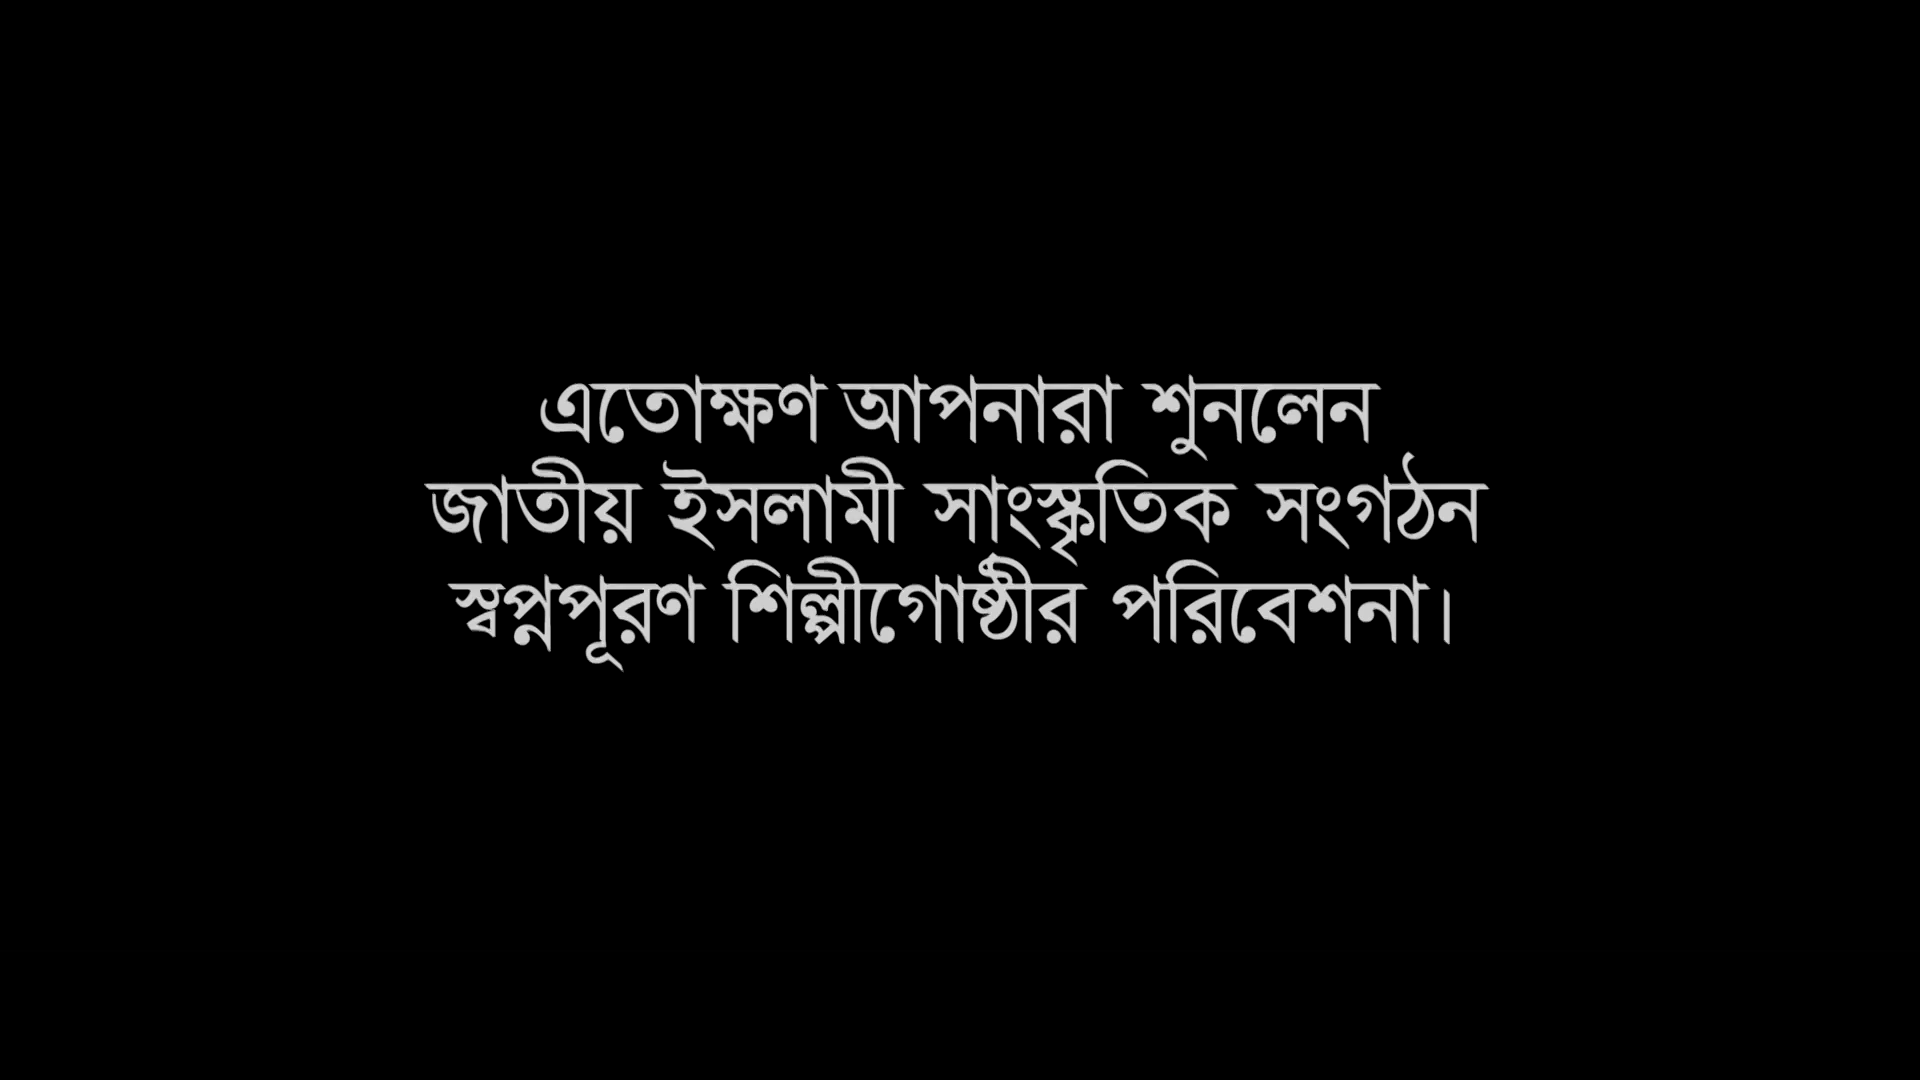 এতোক্ষণ আপনারা শুনলেন
জাতীয় ইসলামী সাংস্কৃতিক সংগঠন
স্বপ্নপূরণ শিল্পীগোষ্ঠীর পরিবেশনা।